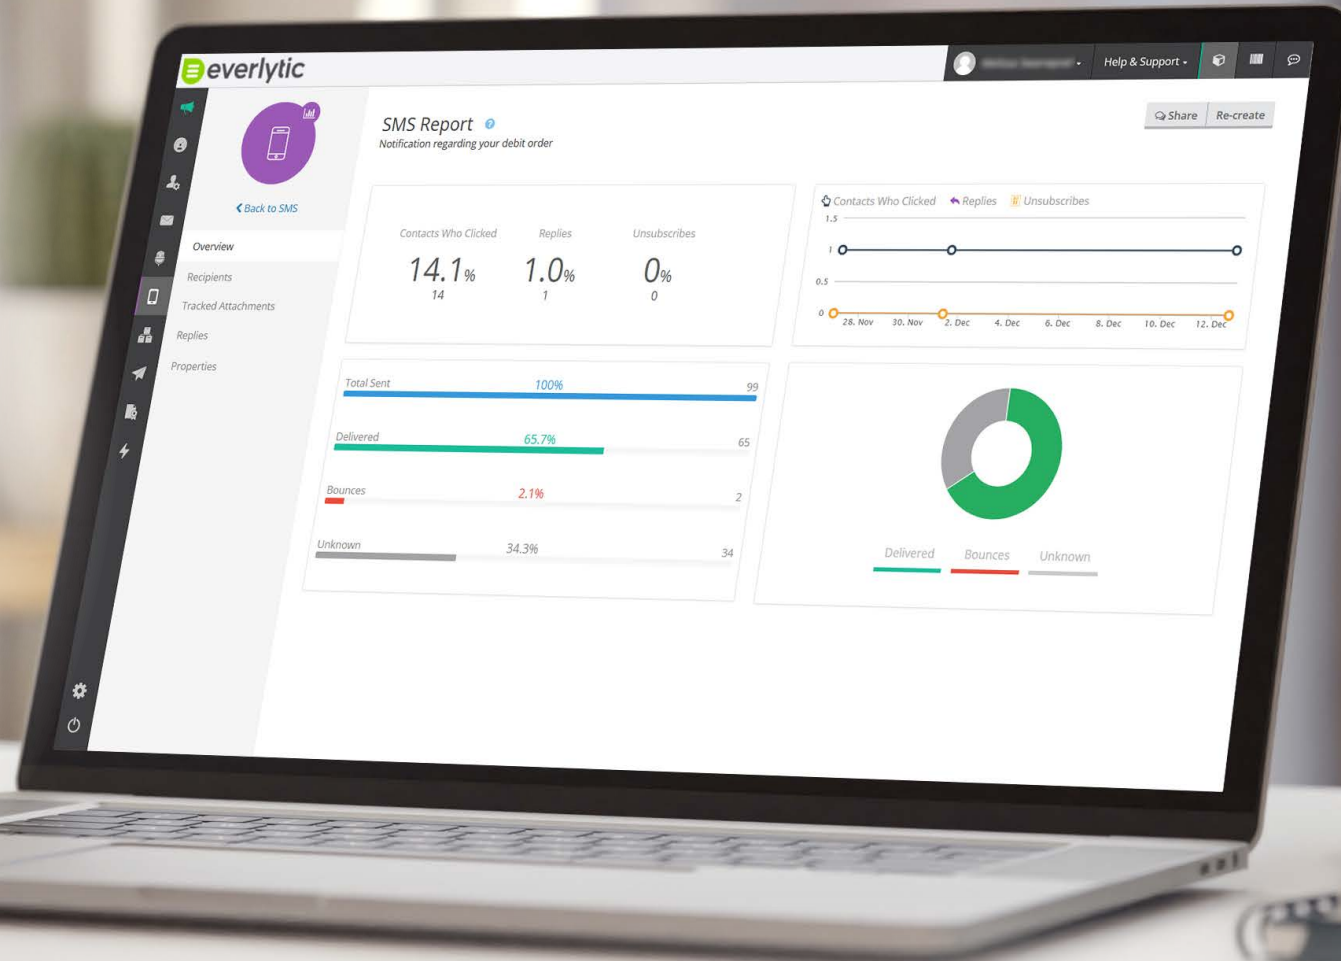 everlytic
Help & Support
SMS Report
Notification regarding your debit order
Share Re-create
Back to SMS
Overview
Recipients
Tracked Attachments
Replies
Properties
Contacts Who Clicked Replies Unsubscribes
14.1% 1.0% 0%
14 1 0
Contacts Who Clicked Replies Unsubscribes
1.5
1
0.5
0
28. Nov 30. Nov 2. Dec 4. Dec 6. Dec 8. Dec 10. Dec 12. Dec
Total Sent 100% 99
Delivered 65.7% 65
Bounces 2.1% 2
Unknown 34.3% 34
Delivered Bounces Unknown